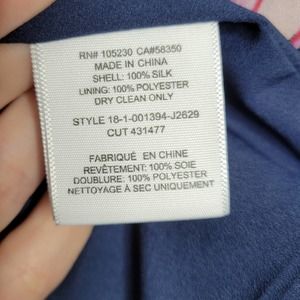 RN# 105230 CA#58350
MADE IN CHINA
SHELL: 100% SILK
LINING: 100% POLYESTER
DRY CLEAN ONLY
STYLE 18-1-001394-J2629
CUT 431477
FABRIQUÉ EN CHINE
REVÊTEMENT: 100% SOIE
DOUBLURE: 100% POLYESTER
NETTOYAGE À SEC UNIQUEMENT